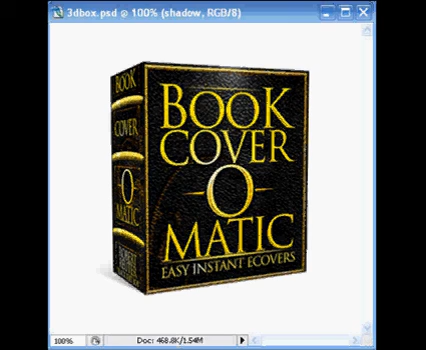 3dbox.psd @ 100% (shadow, RGB/8)
BOOK
COVER
-O-
MATIC
BOOK
COVER
-O-
MATIC
EASY INSTANT ECOVERS
100%
Doc: 468.8K/1.54M